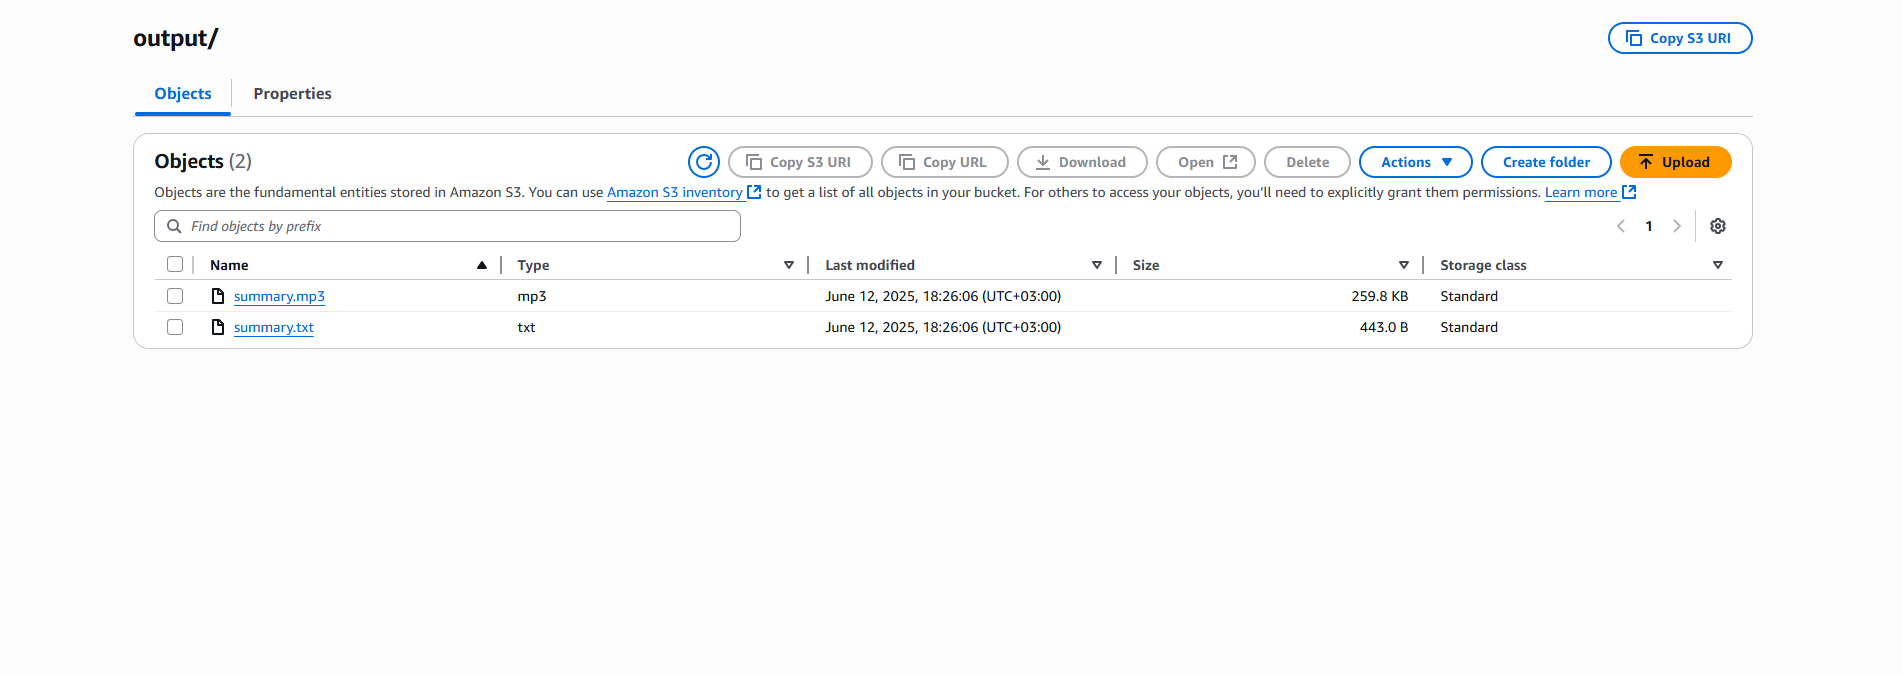 output/
Copy S3 URI
Objects
Properties
Objects (2)
Copy S3 URI
Copy URL
Download
Open
Delete
Actions
Create folder
Upload
Objects are the fundamental entities stored in Amazon S3. You can use Amazon S3 inventory to get a list of all objects in your bucket. For others to access your objects, you’ll need to explicitly grant them permissions. Learn more
Find objects by prefix
1
Name Type Last modified Size Storage class
summary.mp3 mp3 June 12, 2025, 18:26:06 (UTC+03:00) 259.8 KB Standard
summary.txt txt June 12, 2025, 18:26:06 (UTC+03:00) 443.0 B Standard